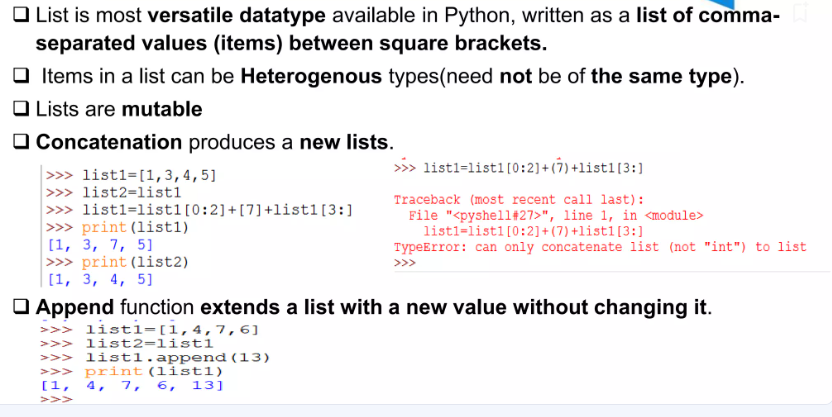 ❑ List is most versatile datatype available in Python, written as a list of comma-
separated values (items) between square brackets.
❑ Items in a list can be Heterogenous types(need not be of the same type).
❑ Lists are mutable
❑ Concatenation produces a new lists.
>>> list1=[1,3,4,5]
>>> list2=list1
>>> list1=list1[0:2]+[7]+list1[3:]
>>> print(list1)
[1, 3, 7, 5]
>>> print(list2)
[1, 3, 4, 5]
>>> list1=list1[0:2]+(7)+list1[3:]
Traceback (most recent call last):
File "<pyshell#27>", line 1, in <module>
list1=list1[0:2]+(7)+list1[3:]
TypeError: can only concatenate list (not "int") to list
>>>
❑ Append function extends a list with a new value without changing it.
>>> list1=[1,4,7,6]
>>> list2=list1
>>> list1.append(13)
>>> print(list1)
[1, 4, 7, 6, 13]
>>>